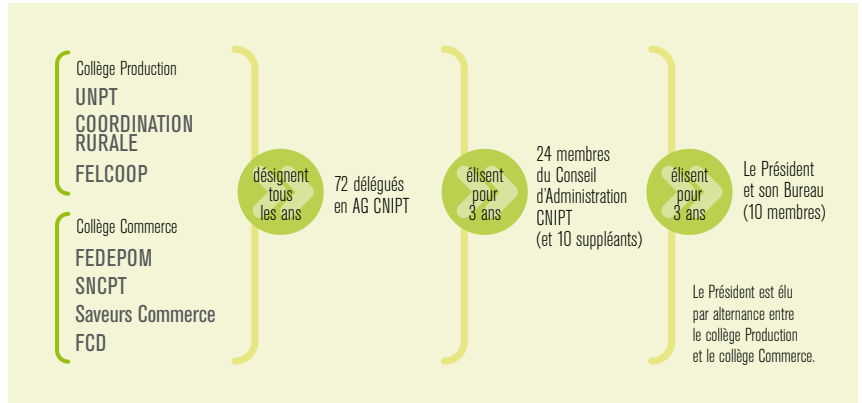 Collège Production
UNPT
COORDINATION
RURALE
FELCOOP
Collège Commerce
FEDEPOM
SNCPT
Saveurs Commerce
FCD
désignent
tous
les ans
72 délégués
en AG CNIPT
élisent
pour
3 ans
24 membres
du Conseil
d'Administration
CNIPT
(et 10 suppléants)
élisent
pour
3 ans
Le Président
et son Bureau
(10 membres)
Le Président est élu
par alternance entre
le collège Production
et le collège Commerce.